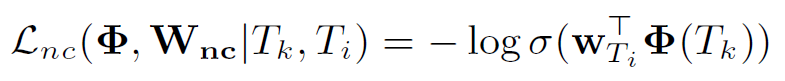 ℒ_{nc}(𝚽, 𝐖_{𝐧𝐜}|T_k, T_i) = − log σ(𝐰_{T_i}^⊤ 𝚽(T_k))